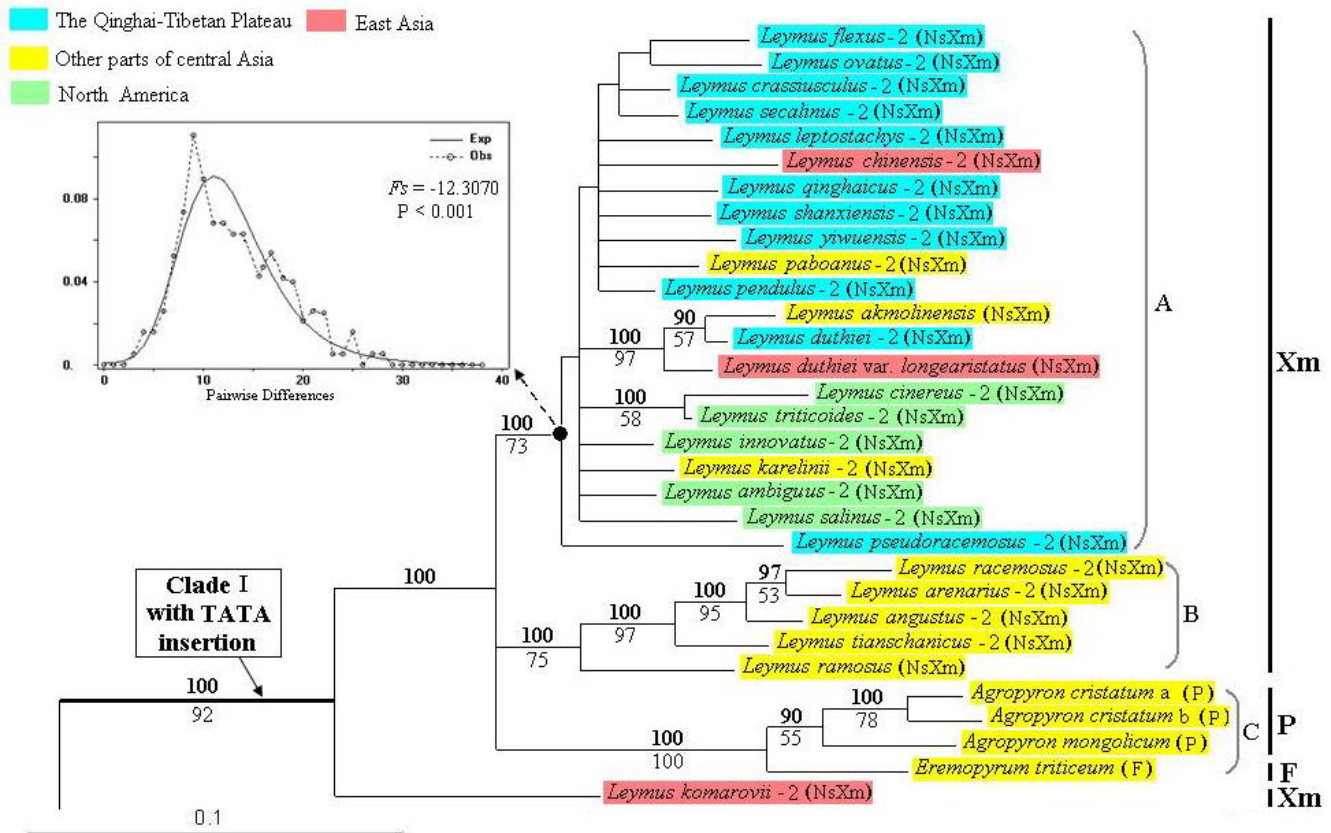 The Qinghai-Tibetan Plateau
East Asia
Other parts of central Asia
North America
Exp
Obs
Fs = -12.3070
P < 0.001
0.08
0.04
0.
0 10 20 30 40
Pairwise Differences
Leymus flexus - 2 (NsXm)
Leymus ovatus - 2 (NsXm)
Leymus crassiusculus - 2 (NsXm)
Leymus secalinus - 2 (NsXm)
Leymus leptostachys - 2 (NsXm)
Leymus chinensis - 2 (NsXm)
Leymus qinghaicus - 2 (NsXm)
Leymus shanxiensis - 2 (NsXm)
Leymus yiwuensis - 2 (NsXm)
Leymus paboanus - 2 (NsXm)
Leymus pendulus - 2 (NsXm)
Leymus akmolinensis (NsXm)
Leymus duthiei - 2 (NsXm)
Leymus duthiei var. longearistatus (NsXm)
Leymus cinereus - 2 (NsXm)
Leymus triticoides - 2 (NsXm)
Leymus innovatus - 2 (NsXm)
Leymus karelinii - 2 (NsXm)
Leymus ambiguus - 2 (NsXm)
Leymus salinus - 2 (NsXm)
Leymus pseudoracemosus - 2 (NsXm)
Leymus racemosus - 2 (NsXm)
Leymus arenarius - 2 (NsXm)
Leymus angustus - 2 (NsXm)
Leymus tianschanicus - 2 (NsXm)
Leymus ramosus (NsXm)
Agropyron cristatum a (P)
Agropyron cristatum b (P)
Agropyron mongolicum (P)
Eremopyrum triticeum (F)
Leymus komarovii - 2 (NsXm)
100
97
90
57
100
58
100
73
100
100
75
100
97
100
95
97
53
100
100
90
55
100
78
Clade I
with TATA
insertion
100
92
0.1
A
B
C
Xm
P
F
Xm